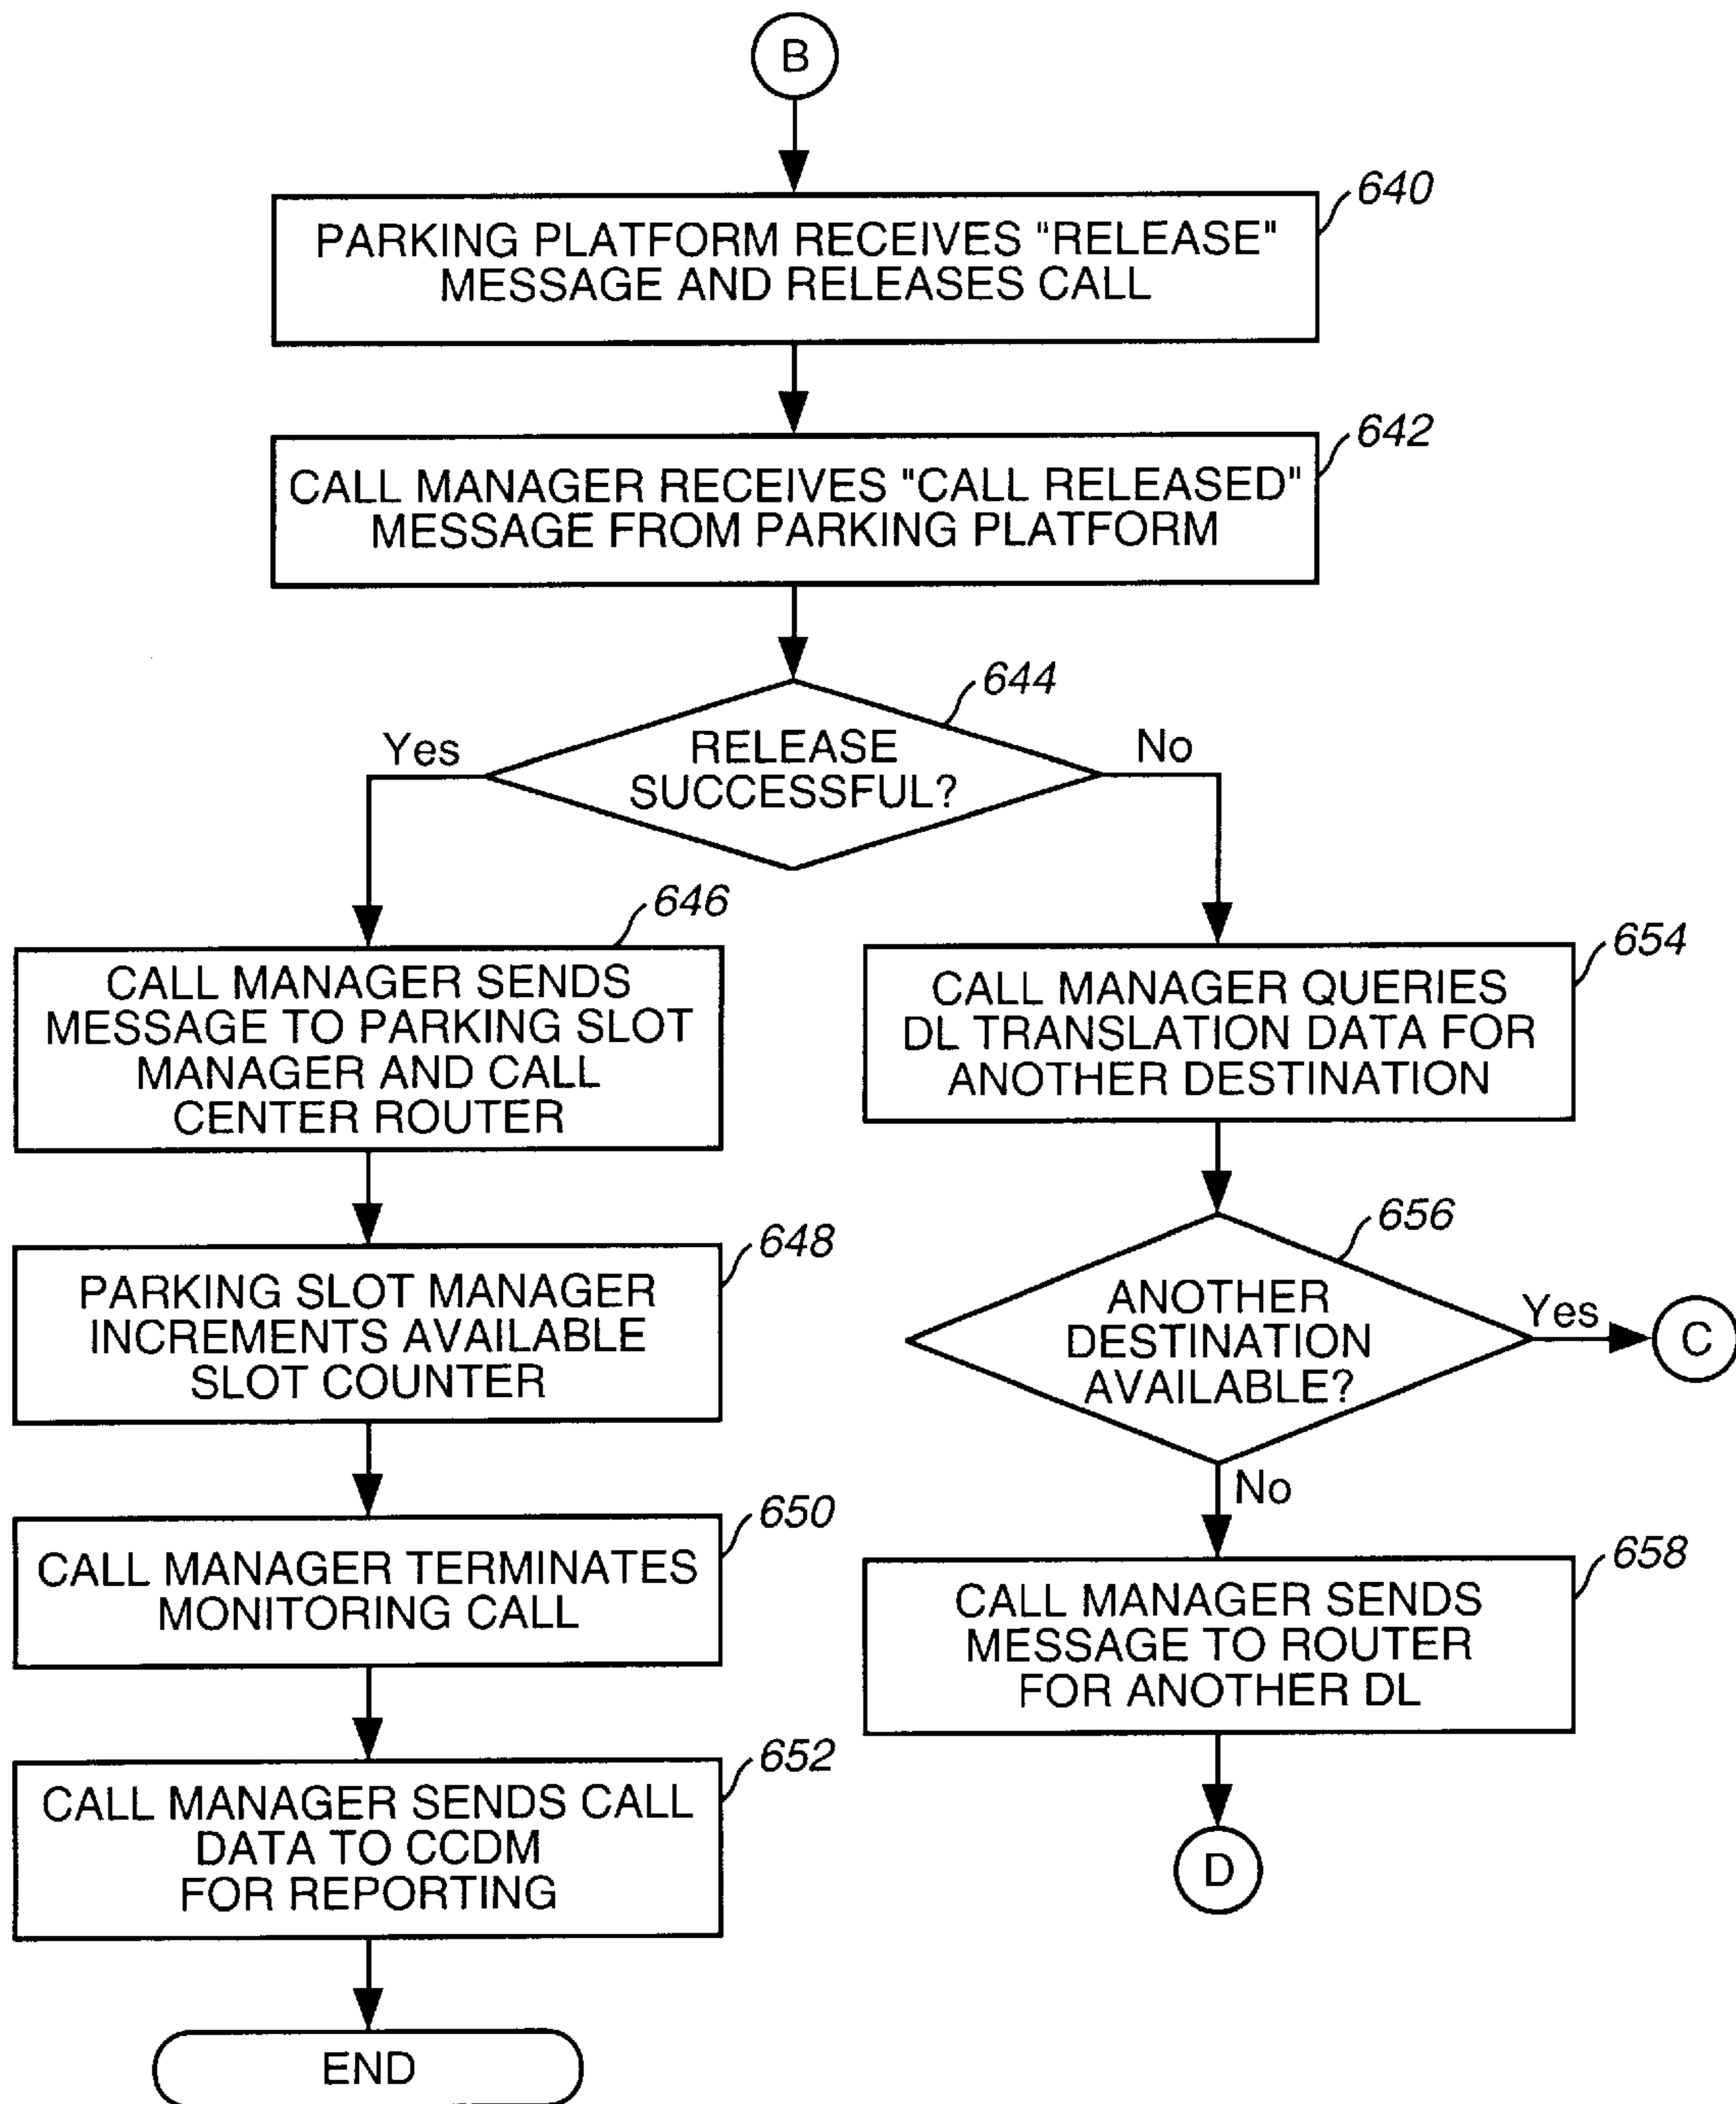 B
640
PARKING PLATFORM RECEIVES "RELEASE"
MESSAGE AND RELEASES CALL
642
CALL MANAGER RECEIVES "CALL RELEASED"
MESSAGE FROM PARKING PLATFORM
644
RELEASE
SUCCESSFUL?
Yes
No
646
CALL MANAGER SENDS
MESSAGE TO PARKING SLOT
MANAGER AND CALL
CENTER ROUTER
648
PARKING SLOT MANAGER
INCREMENTS AVAILABLE
SLOT COUNTER
650
CALL MANAGER TERMINATES
MONITORING CALL
652
CALL MANAGER SENDS CALL
DATA TO CCDM
FOR REPORTING
END
654
CALL MANAGER QUERIES
DL TRANSLATION DATA FOR
ANOTHER DESTINATION
656
ANOTHER
DESTINATION
AVAILABLE?
Yes
C
No
658
CALL MANAGER SENDS
MESSAGE TO ROUTER
FOR ANOTHER DL
D